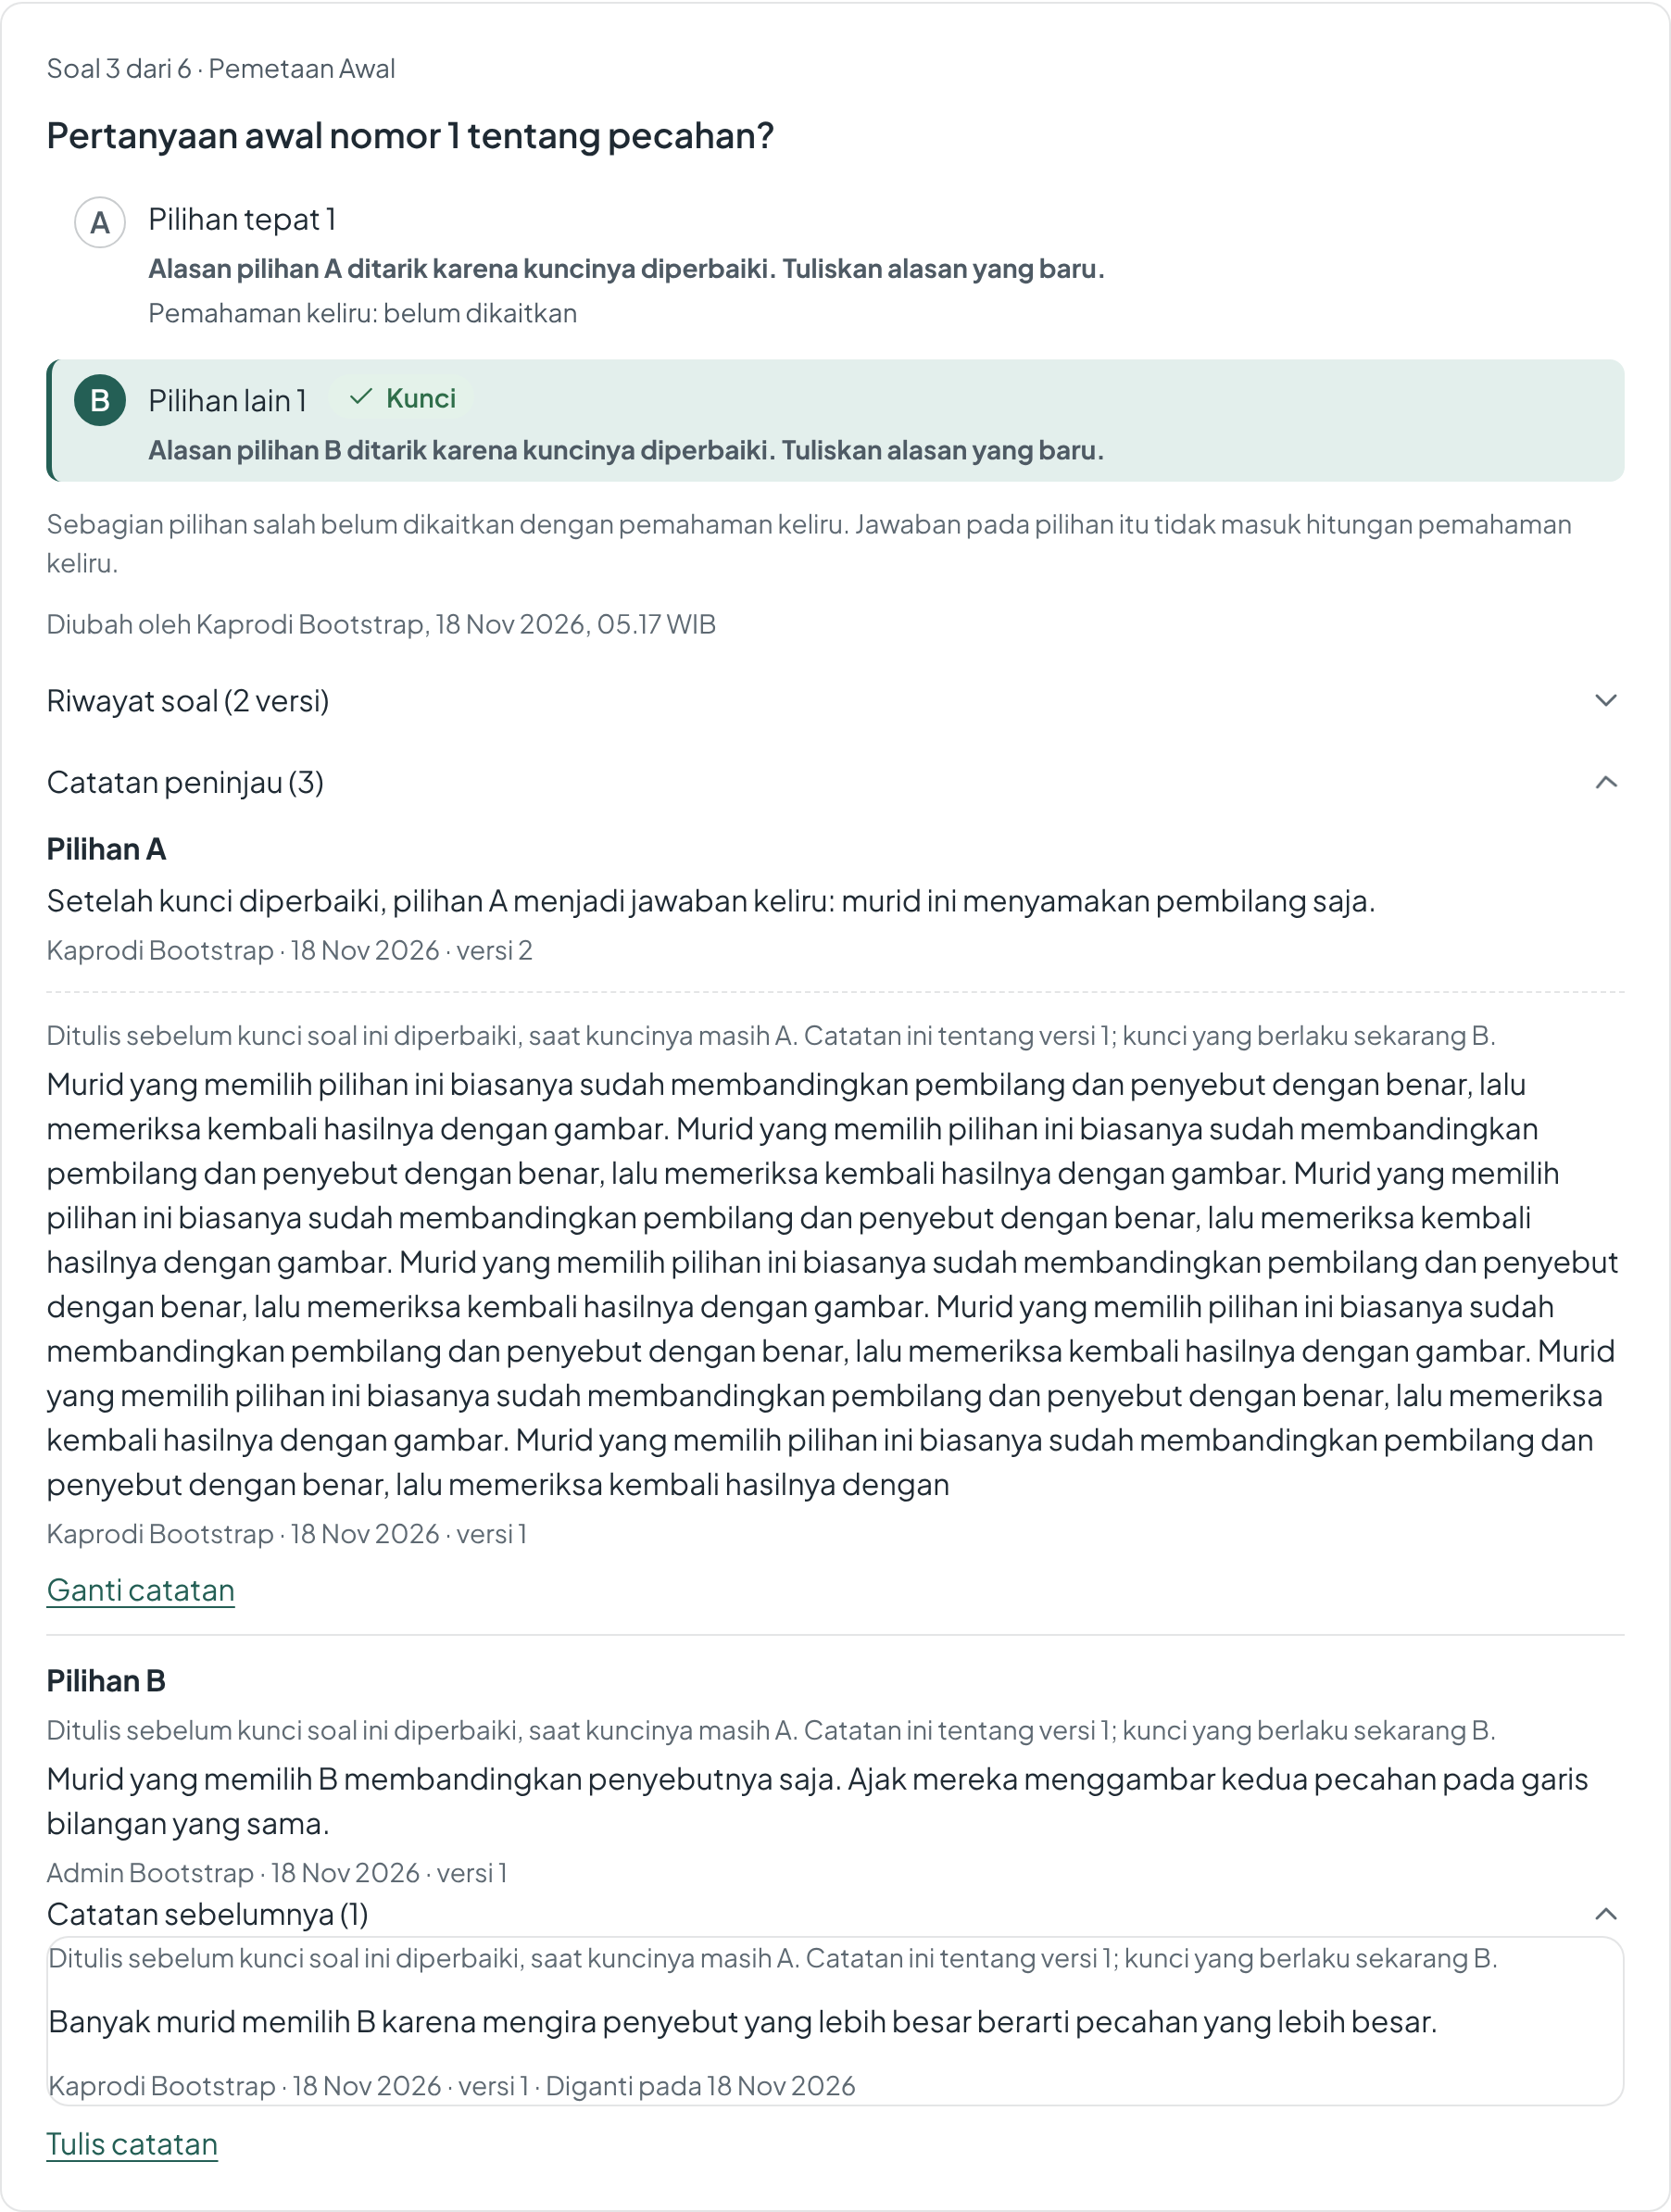 Soal 3 dari 6 · Pemetaan Awal
Pertanyaan awal nomor 1 tentang pecahan?
A Pilihan tepat 1
Alasan pilihan A ditarik karena kuncinya diperbaiki. Tuliskan alasan yang baru.
Pemahaman keliru: belum dikaitkan
B Pilihan lain 1 Kunci
Alasan pilihan B ditarik karena kuncinya diperbaiki. Tuliskan alasan yang baru.
Sebagian pilihan salah belum dikaitkan dengan pemahaman keliru. Jawaban pada pilihan itu tidak masuk hitungan pemahaman
keliru.
Diubah oleh Kaprodi Bootstrap, 18 Nov 2026, 05.17 WIB
Riwayat soal (2 versi)
Catatan peninjau (3)
Pilihan A
Setelah kunci diperbaiki, pilihan A menjadi jawaban keliru: murid ini menyamakan pembilang saja.
Kaprodi Bootstrap · 18 Nov 2026 · versi 2
Ditulis sebelum kunci soal ini diperbaiki, saat kuncinya masih A. Catatan ini tentang versi 1; kunci yang berlaku sekarang B.
Murid yang memilih pilihan ini biasanya sudah membandingkan pembilang dan penyebut dengan benar, lalu
memeriksa kembali hasilnya dengan gambar. Murid yang memilih pilihan ini biasanya sudah membandingkan
pembilang dan penyebut dengan benar, lalu memeriksa kembali hasilnya dengan gambar. Murid yang memilih
pilihan ini biasanya sudah membandingkan pembilang dan penyebut dengan benar, lalu memeriksa kembali
hasilnya dengan gambar. Murid yang memilih pilihan ini biasanya sudah membandingkan pembilang dan penyebut
dengan benar, lalu memeriksa kembali hasilnya dengan gambar. Murid yang memilih pilihan ini biasanya sudah
membandingkan pembilang dan penyebut dengan benar, lalu memeriksa kembali hasilnya dengan gambar. Murid
yang memilih pilihan ini biasanya sudah membandingkan pembilang dan penyebut dengan benar, lalu memeriksa
kembali hasilnya dengan gambar. Murid yang memilih pilihan ini biasanya sudah membandingkan pembilang dan
penyebut dengan benar, lalu memeriksa kembali hasilnya dengan
Kaprodi Bootstrap · 18 Nov 2026 · versi 1
Ganti catatan
Pilihan B
Ditulis sebelum kunci soal ini diperbaiki, saat kuncinya masih A. Catatan ini tentang versi 1; kunci yang berlaku sekarang B.
Murid yang memilih B membandingkan penyebutnya saja. Ajak mereka menggambar kedua pecahan pada garis
bilangan yang sama.
Admin Bootstrap · 18 Nov 2026 · versi 1
Catatan sebelumnya (1)
Ditulis sebelum kunci soal ini diperbaiki, saat kuncinya masih A. Catatan ini tentang versi 1; kunci yang berlaku sekarang B.
Banyak murid memilih B karena mengira penyebut yang lebih besar berarti pecahan yang lebih besar.
Kaprodi Bootstrap · 18 Nov 2026 · versi 1 · Diganti pada 18 Nov 2026
Tulis catatan